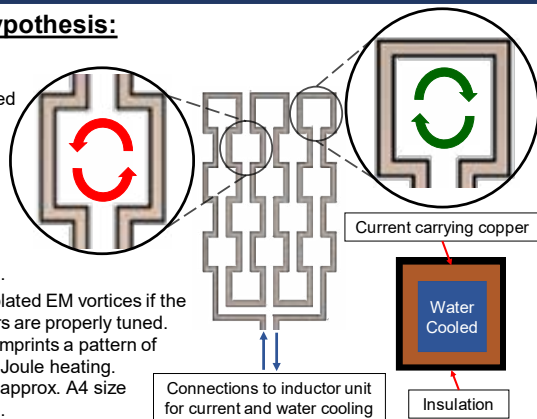 ypothesis:
ed
.
plated EM vortices if the
rs are properly tuned.
mprints a pattern of
Joule heating.
approx. A4 size
.
Current carrying copper
Water
Cooled
Connections to inductor unit
for current and water cooling
Insulation